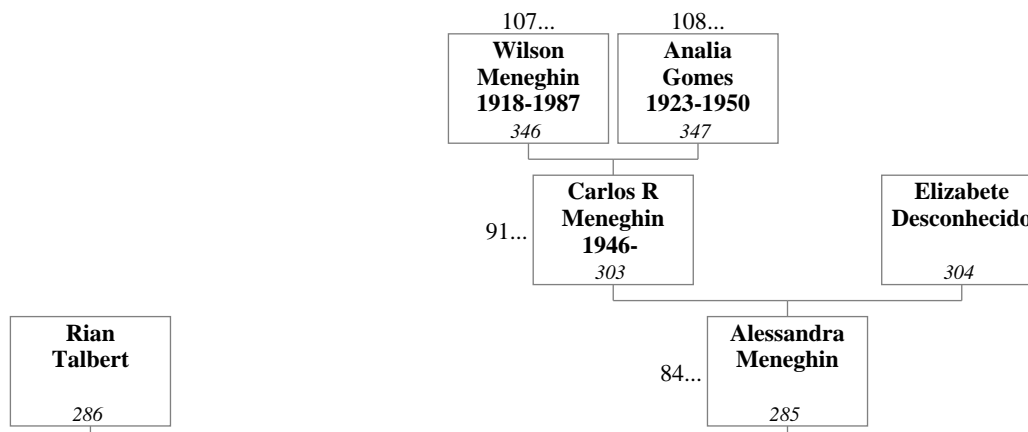 107...
108...
Wilson
Meneghin
1918-1987
346
Analia
Gomes
1923-1950
347
91...
Carlos R
Meneghin
1946-
303
Elizabete
Desconhecido
304
Rian
Talbert
286
84...
Alessandra
Meneghin
285